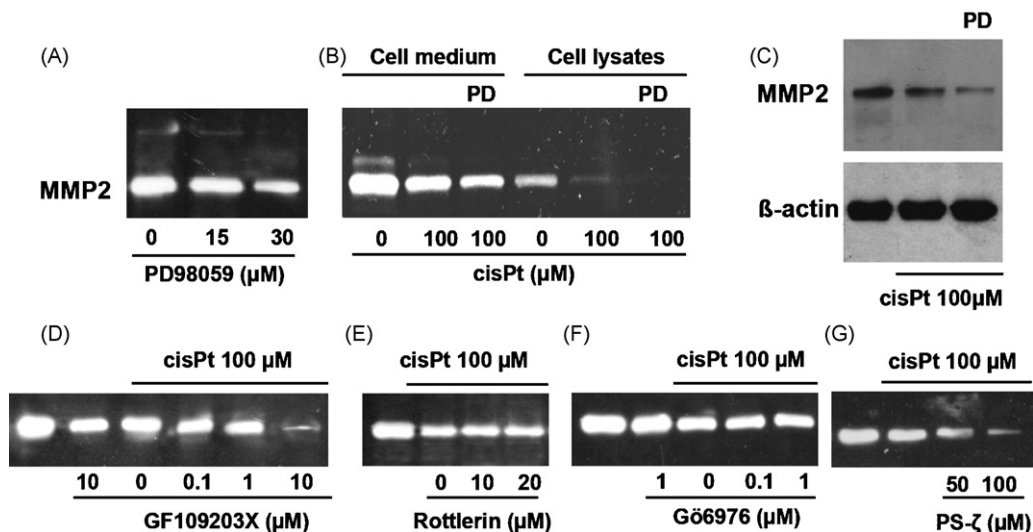 (A)
MMP2
0 15 30
PD98059 (µM)
(B)
Cell medium Cell lysates
PD PD
0 100 100 0 100 100
cisPt (µM)
(C)
PD
MMP2
ß-actin
cisPt 100µM
(D)
cisPt 100 µM
10 0 0.1 1 10
GF109203X (µM)
(E)
cisPt 100 µM
0 10 20
Rottlerin (µM)
(F)
cisPt 100 µM
1 0 0.1 1
Gö6976 (µM)
(G)
cisPt 100 µM
50 100
PS-ζ (µM)